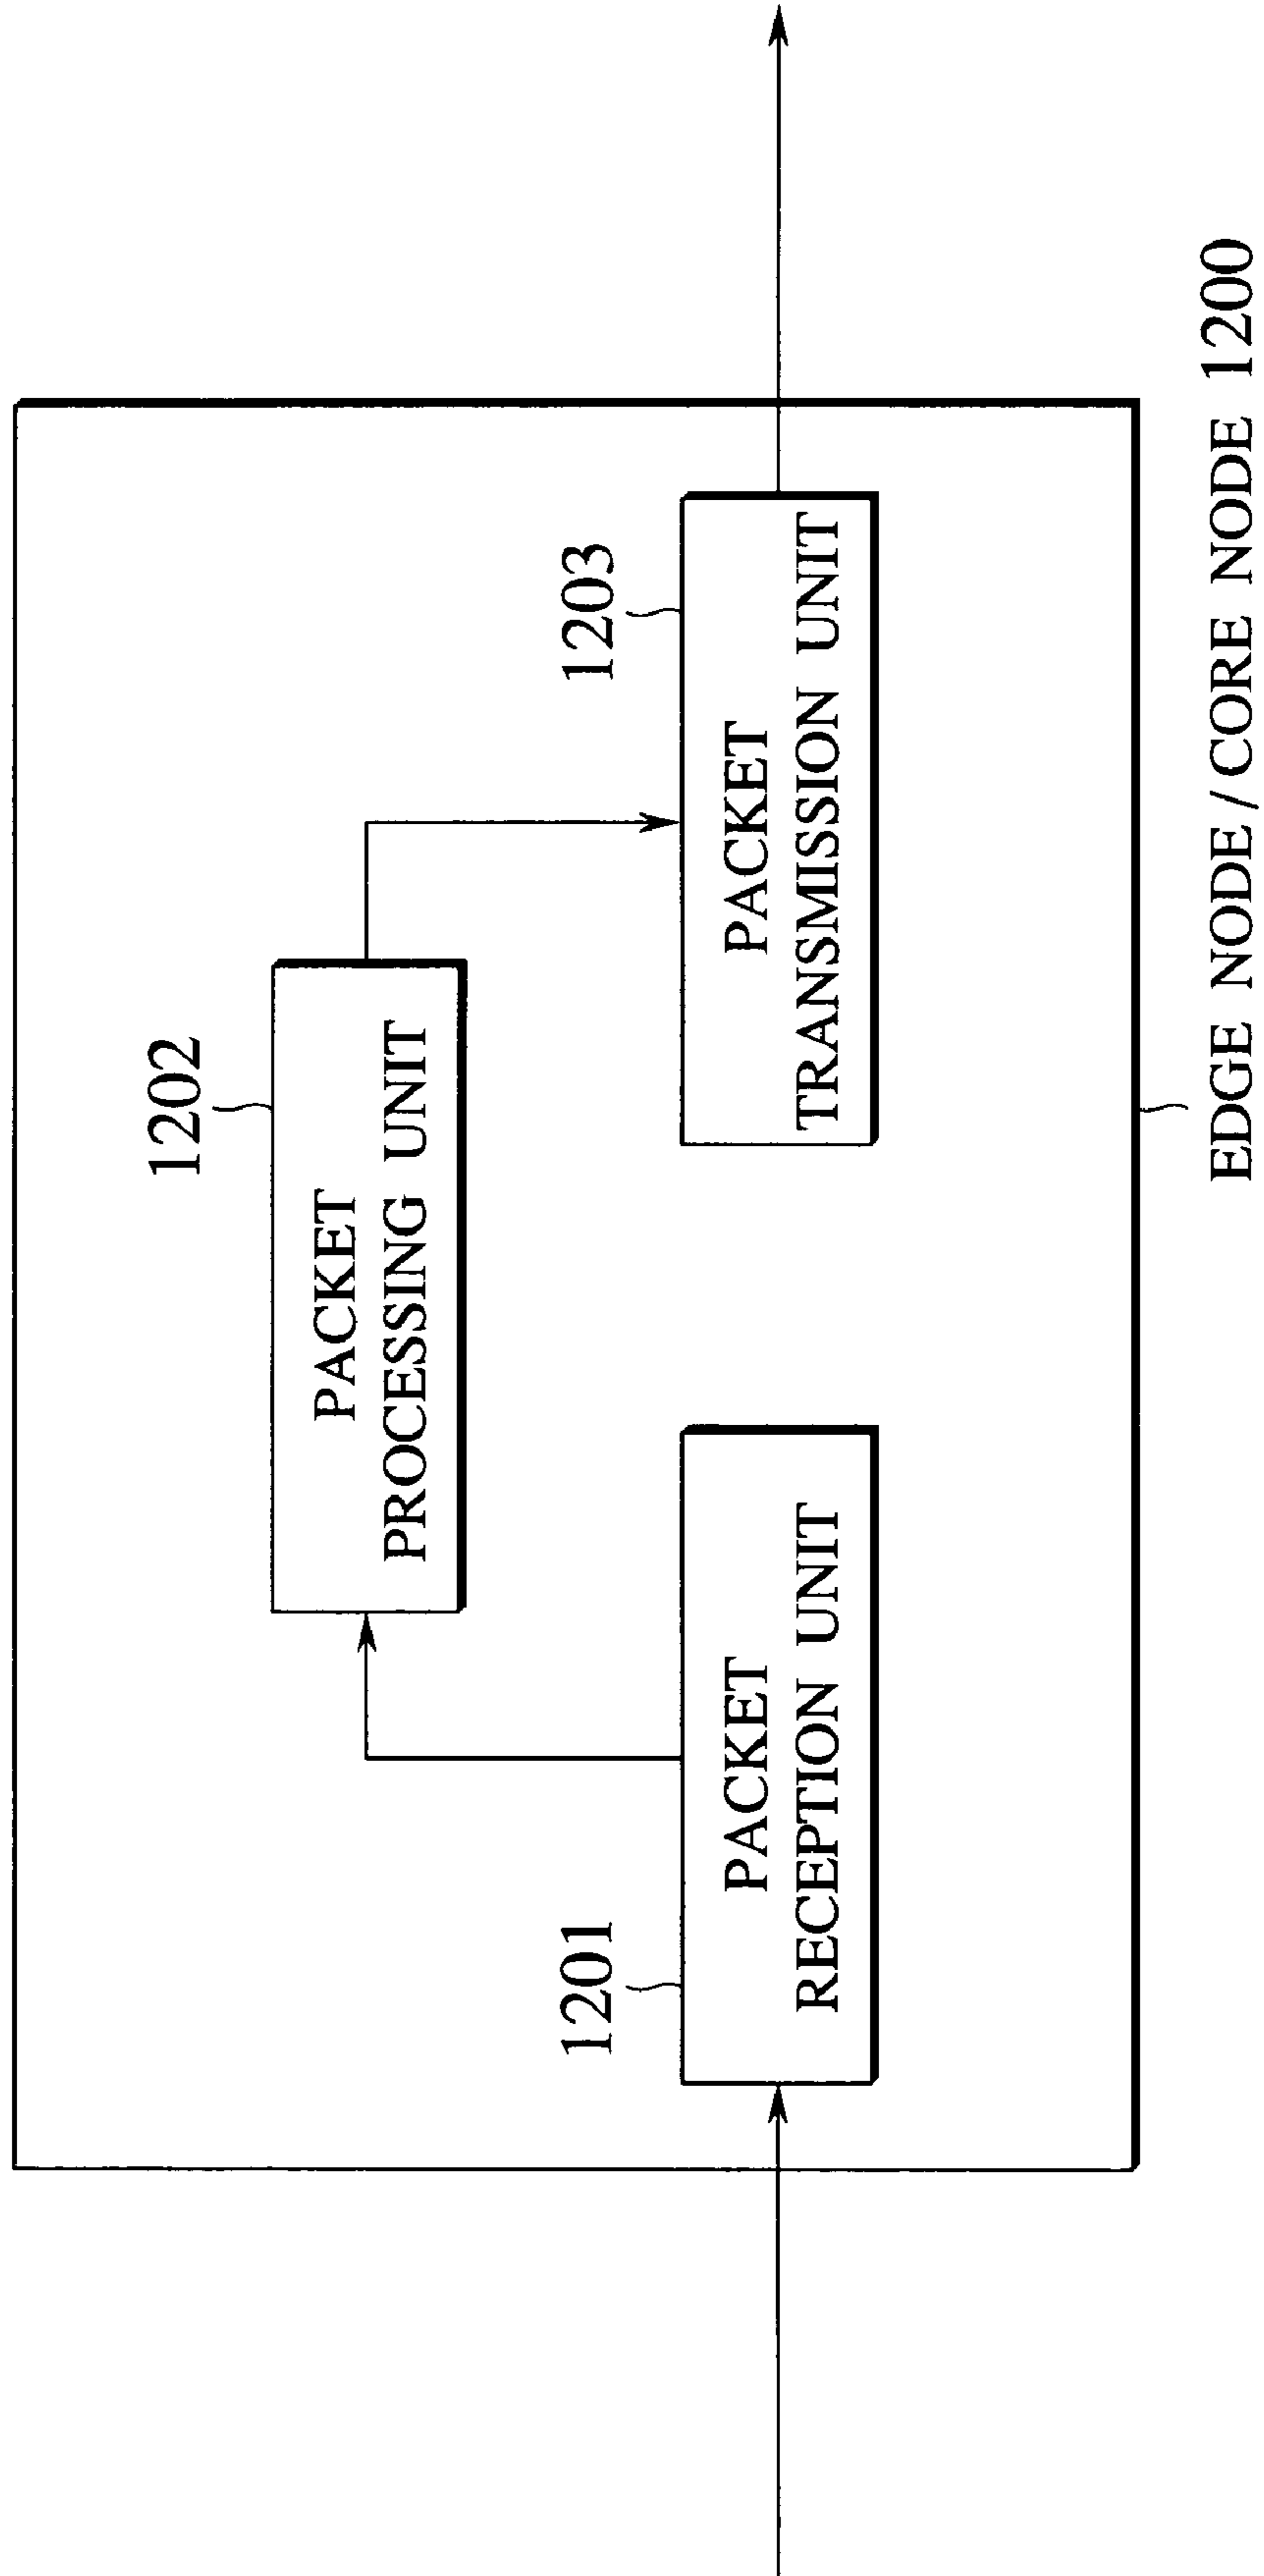 1202
PACKET
PROCESSING UNIT
1201
PACKET
RECEPTION UNIT
1203
PACKET
TRANSMISSION UNIT
EDGE NODE / CORE NODE 1200